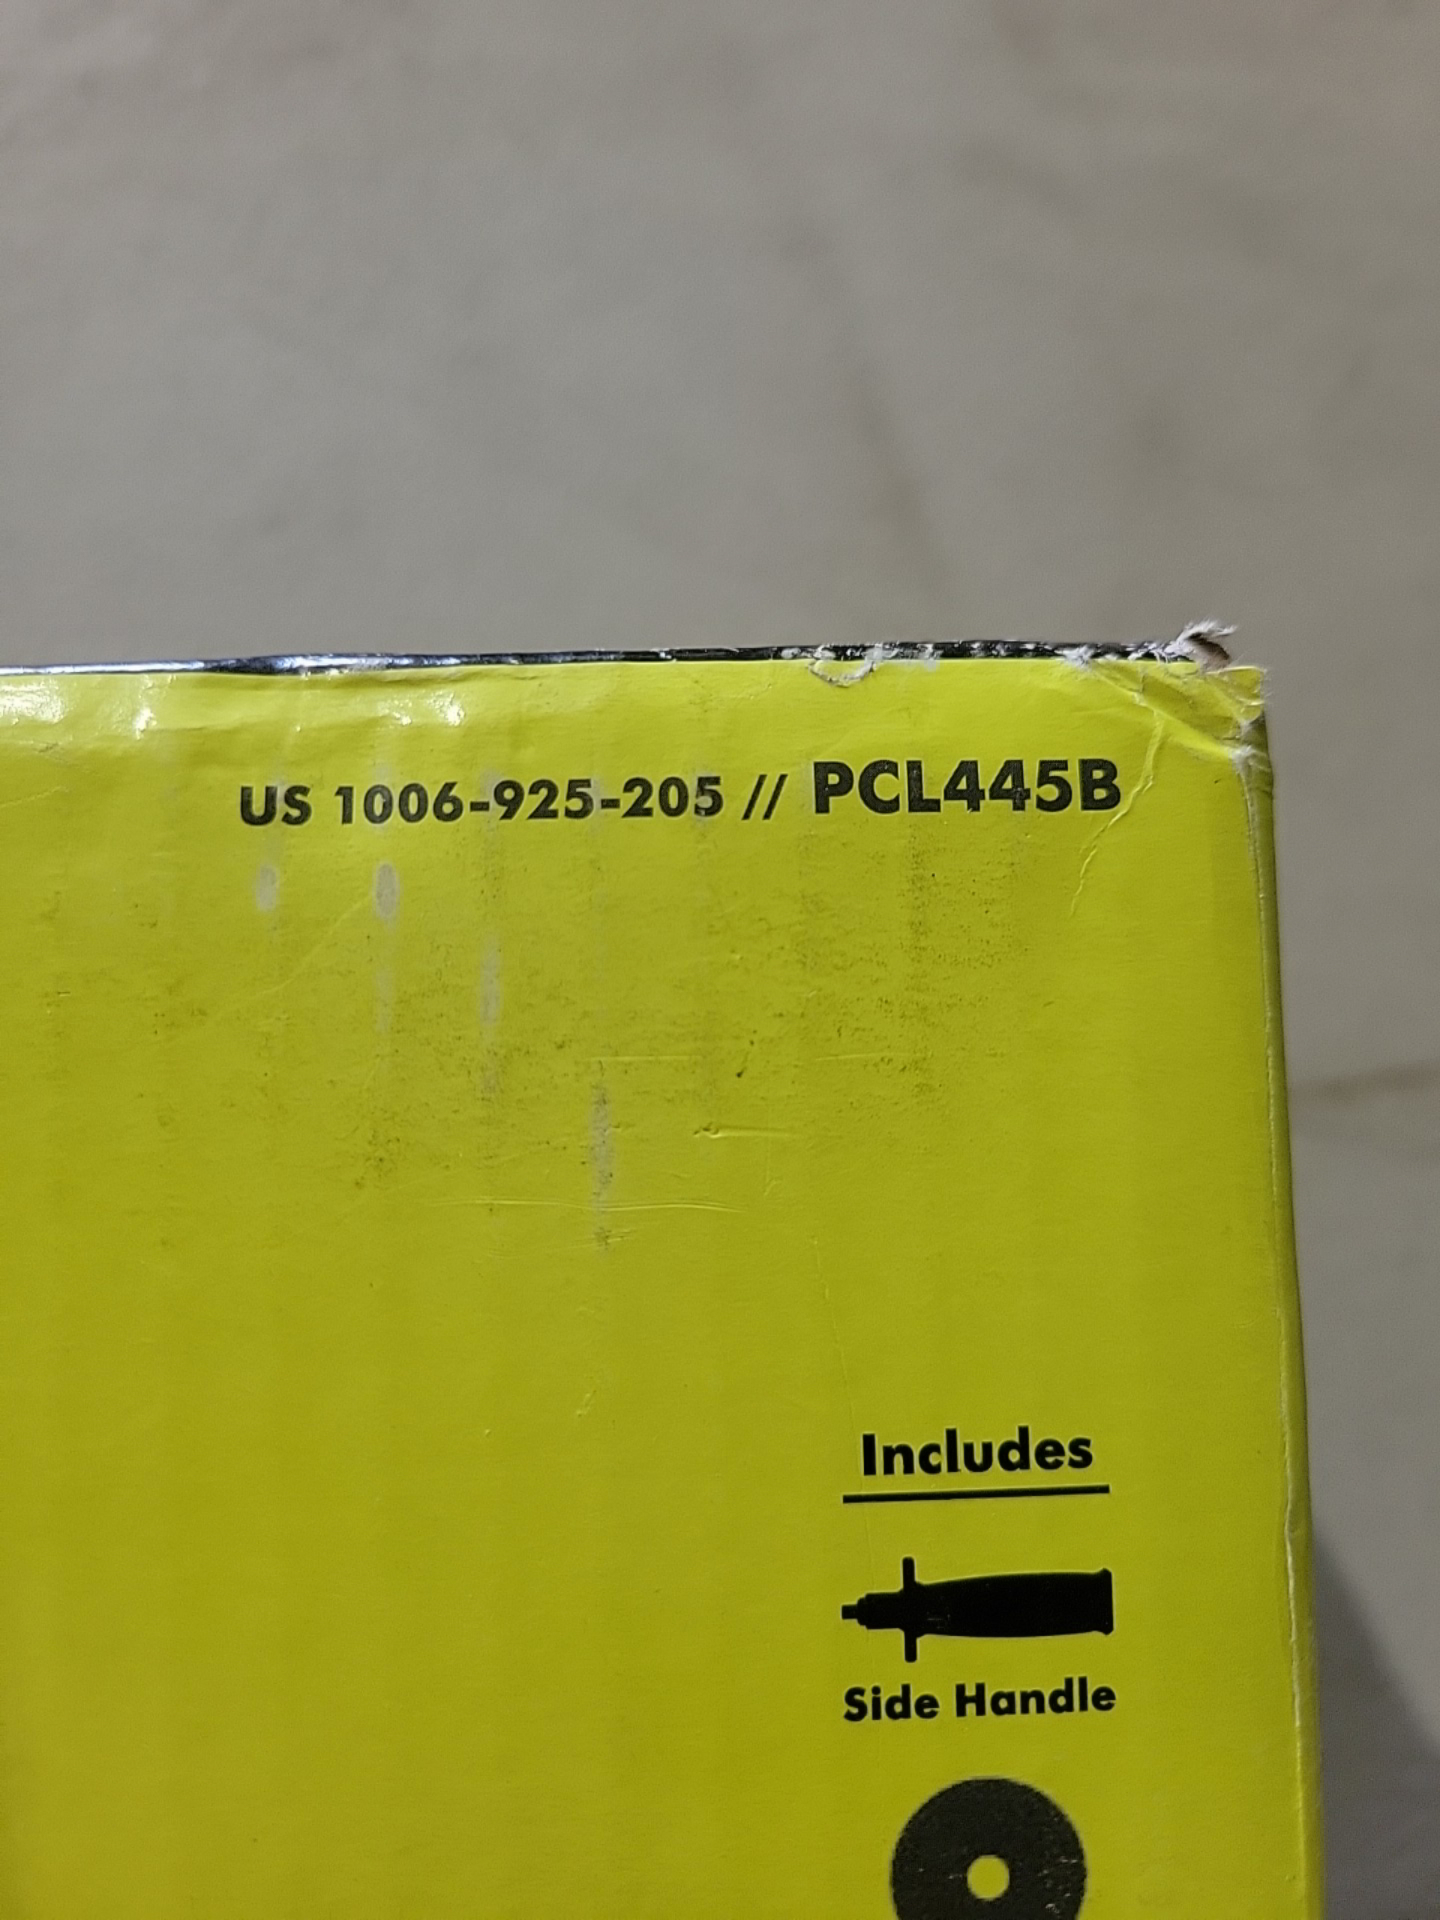 US 1006-925-205 // PCL445B
Includes
Side Handle